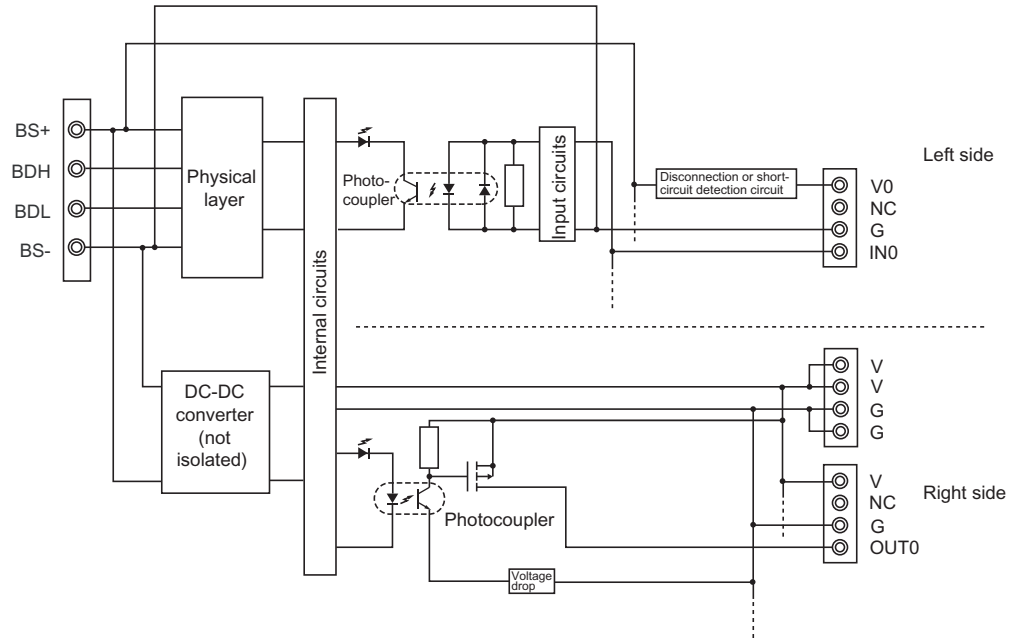 BS+
BDH
BDL
BS-
Physical
layer
Internal circuits
Photo-
coupler
Input circuits
Disconnection or short-
circuit detection circuit
Left side
V0
NC
G
IN0
DC-DC
converter
(not
isolated)
Photocoupler
Voltage
drop
V
V
G
G
Right side
V
NC
G
OUT0